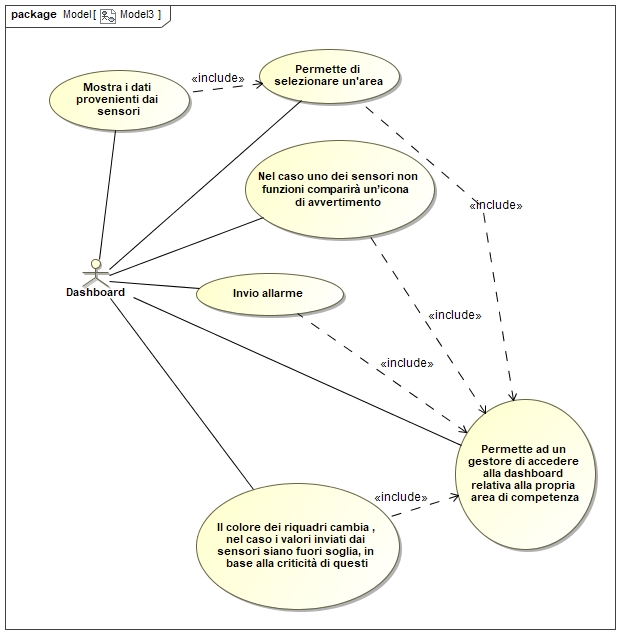 package Model [ Model3 ]
Mostra i dati
provenienti dai
sensori
«include»
Permette di
selezionare un'area
Nel caso uno dei sensori non
funzioni comparirà un'icona
di avvertimento
«include»
Dashboard
Invio allarme
«include»
«include»
Permette ad un
gestore di accedere
alla dashboard
relativa alla propria
area di competenza
«include»
Il colore dei riquadri cambia ,
nel caso i valori inviati dai
sensori siano fuori soglia, in
base alla criticità di questi